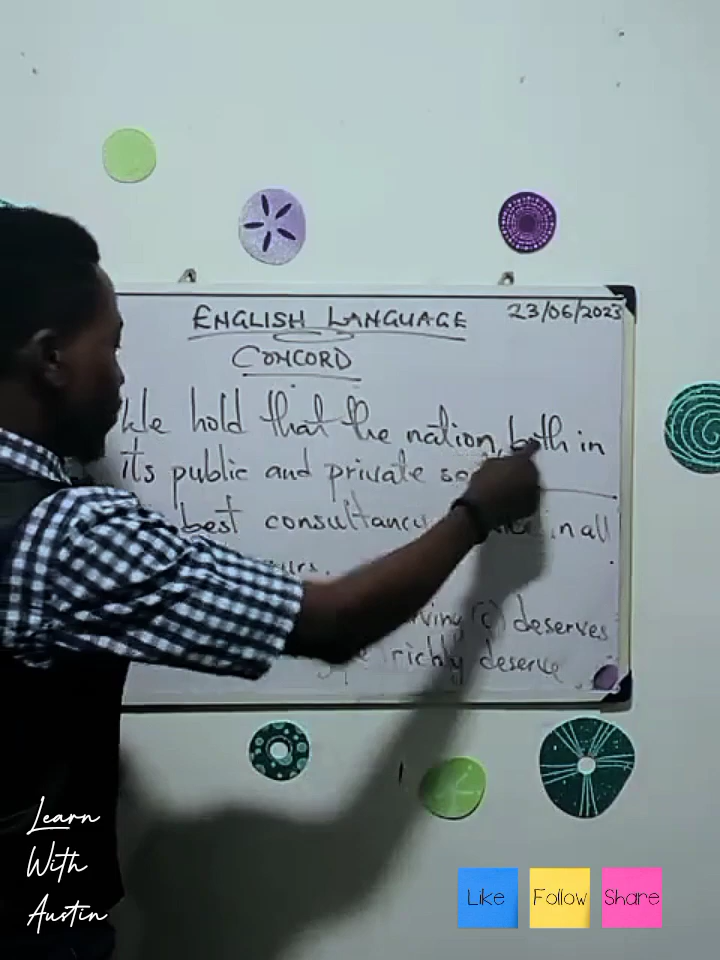 ENGLISH LANGUAGE
23/06/2023
CONCORD
We hold that the nation, both in
its public and private
best consultancy in all
deserves
richly deserve
Learn
With
Austin
Like
Follow
Share